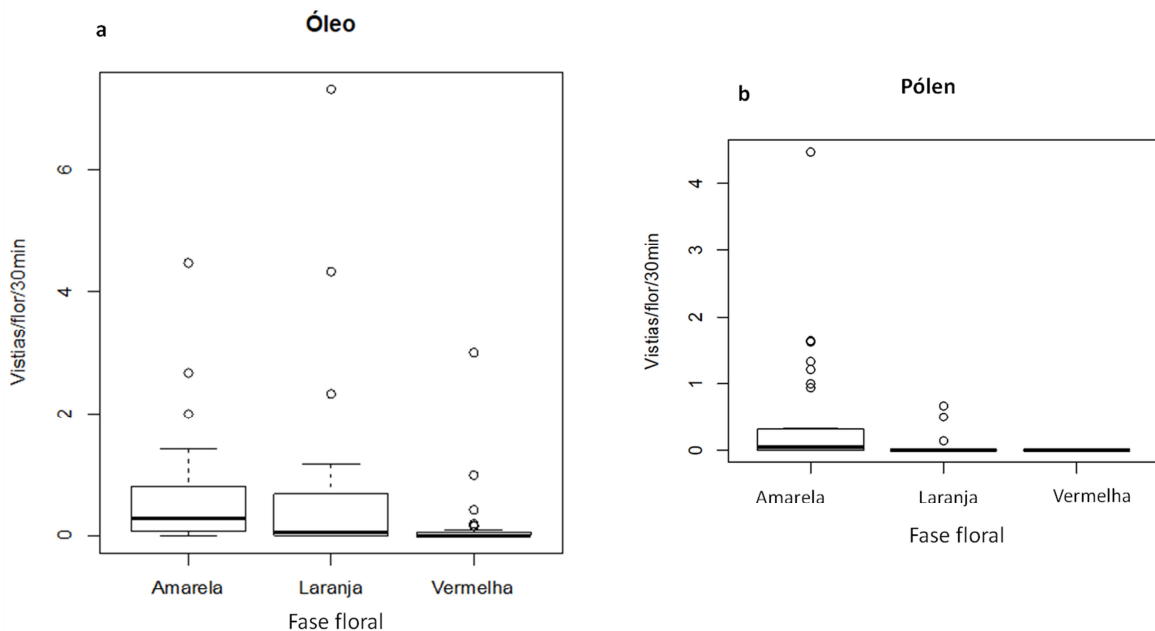 a
Óleo
Vistias/flor/30min
6
4
2
0
Amarela Laranja Vermelha
Fase floral
b
Pólen
Vistias/flor/30min
4
3
2
1
0
Amarela Laranja Vermelha
Fase floral